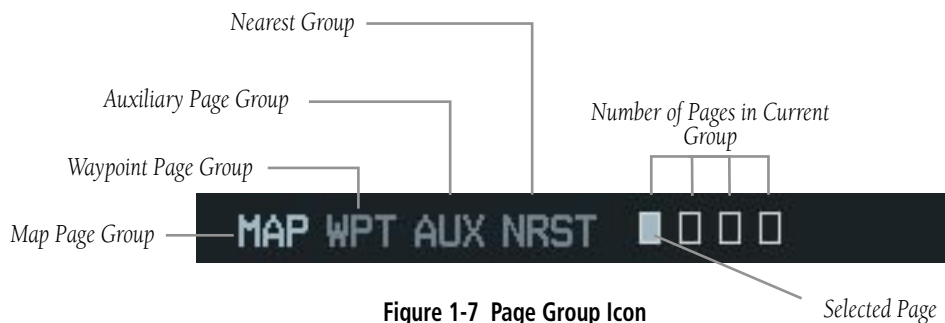 Nearest Group
Auxiliary Page Group
Number of Pages in Current
Group
Waypoint Page Group
Map Page Group
MAP WPT AUX NRST
Figure 1-7 Page Group Icon
Selected Page